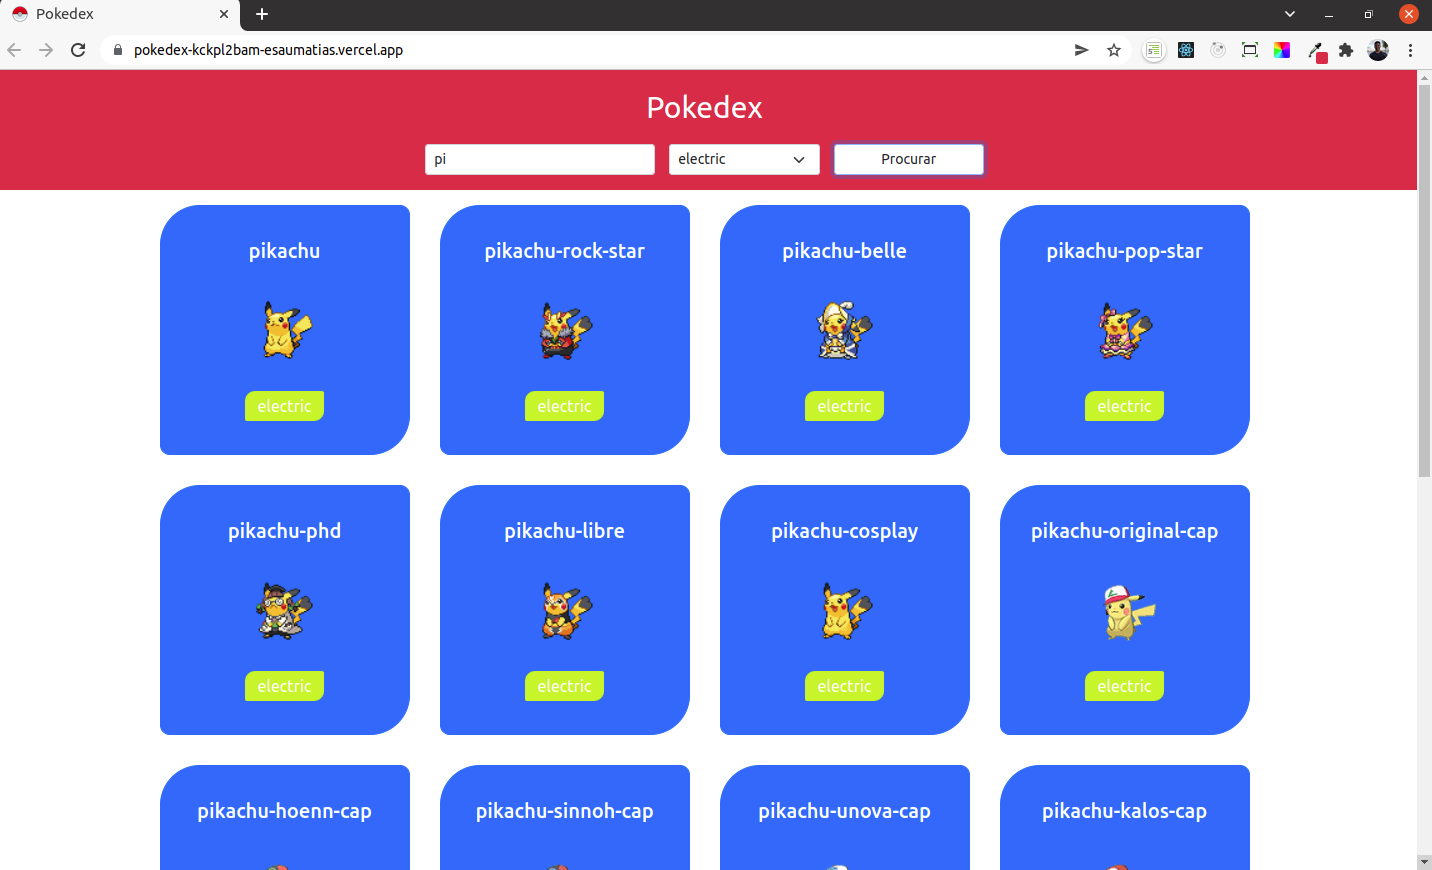 Pokedex
pokedex-kckpl2bam-esaumatias.vercel.app
Pokedex
pi
electric
Procurar
pikachu
pikachu-rock-star
pikachu-belle
pikachu-pop-star
electric
electric
electric
electric
pikachu-phd
pikachu-libre
pikachu-cosplay
pikachu-original-cap
electric
electric
electric
electric
pikachu-hoenn-cap
pikachu-sinnoh-cap
pikachu-unova-cap
pikachu-kalos-cap